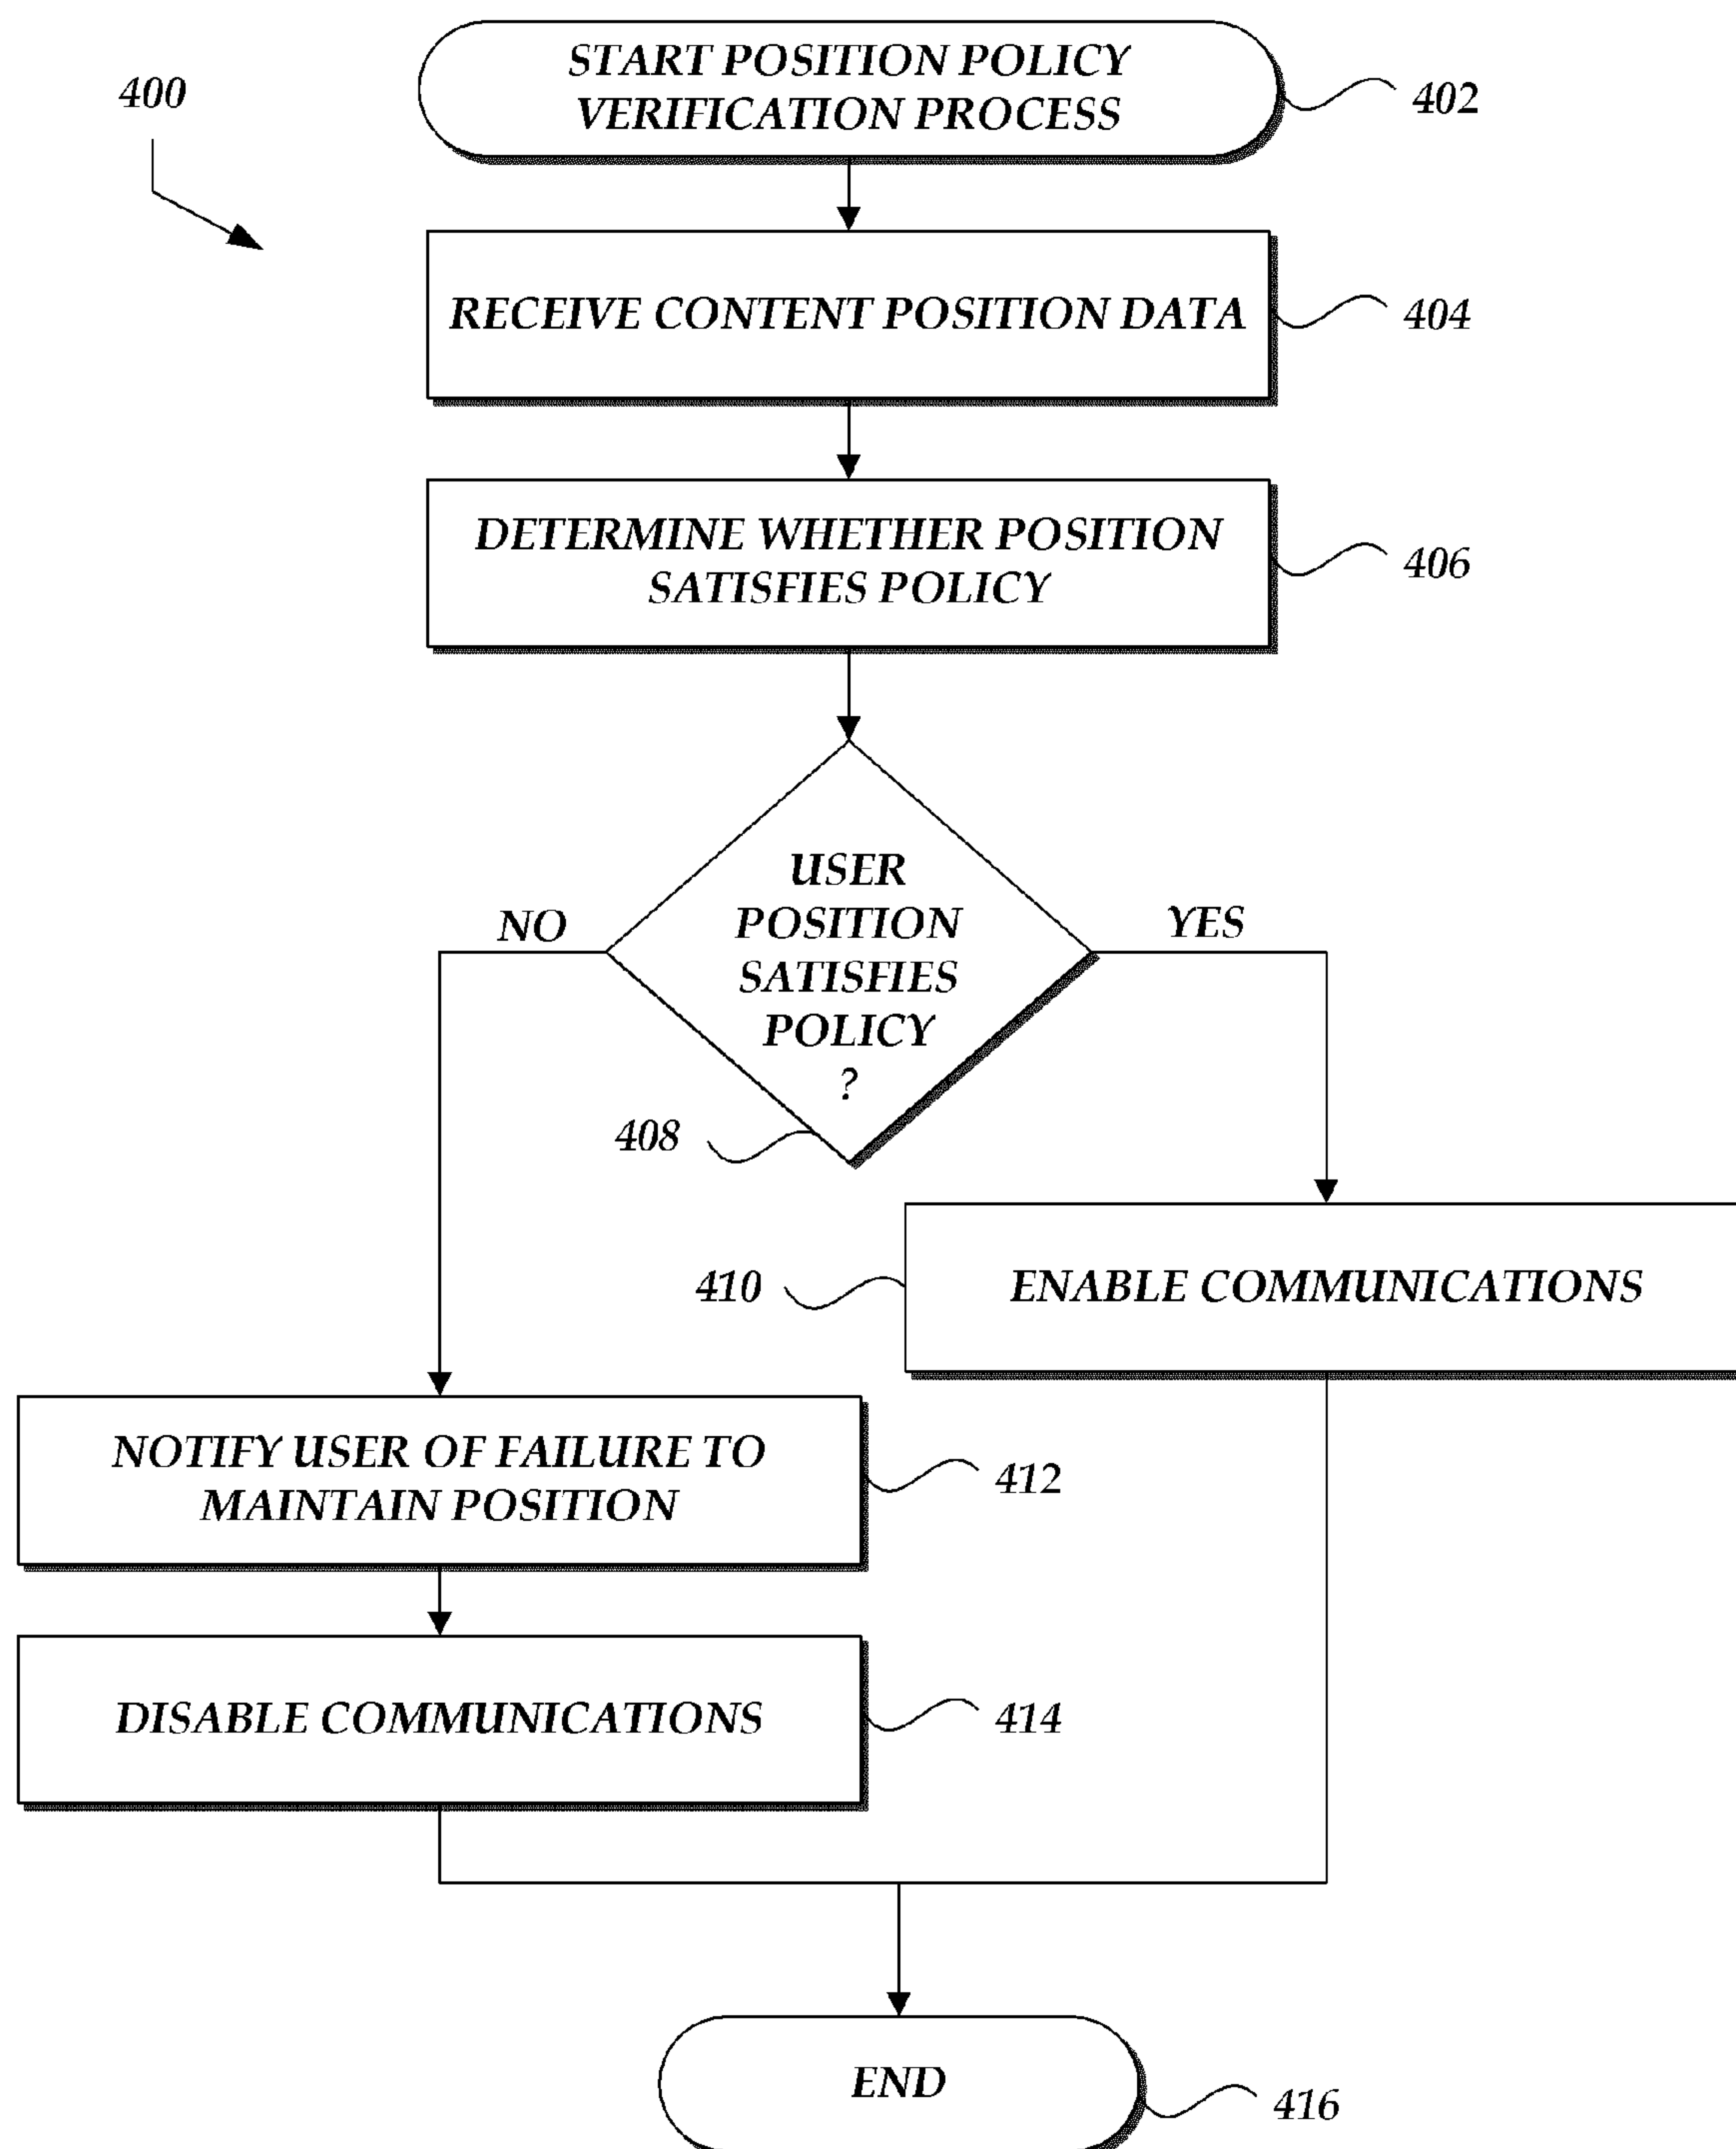 400
START POSITION POLICY
VERIFICATION PROCESS
402
RECEIVE CONTENT POSITION DATA
404
DETERMINE WHETHER POSITION
SATISFIES POLICY
406
USER
POSITION
SATISFIES
POLICY
?
NO
YES
408
410
ENABLE COMMUNICATIONS
NOTIFY USER OF FAILURE TO
MAINTAIN POSITION
412
DISABLE COMMUNICATIONS
414
END
416